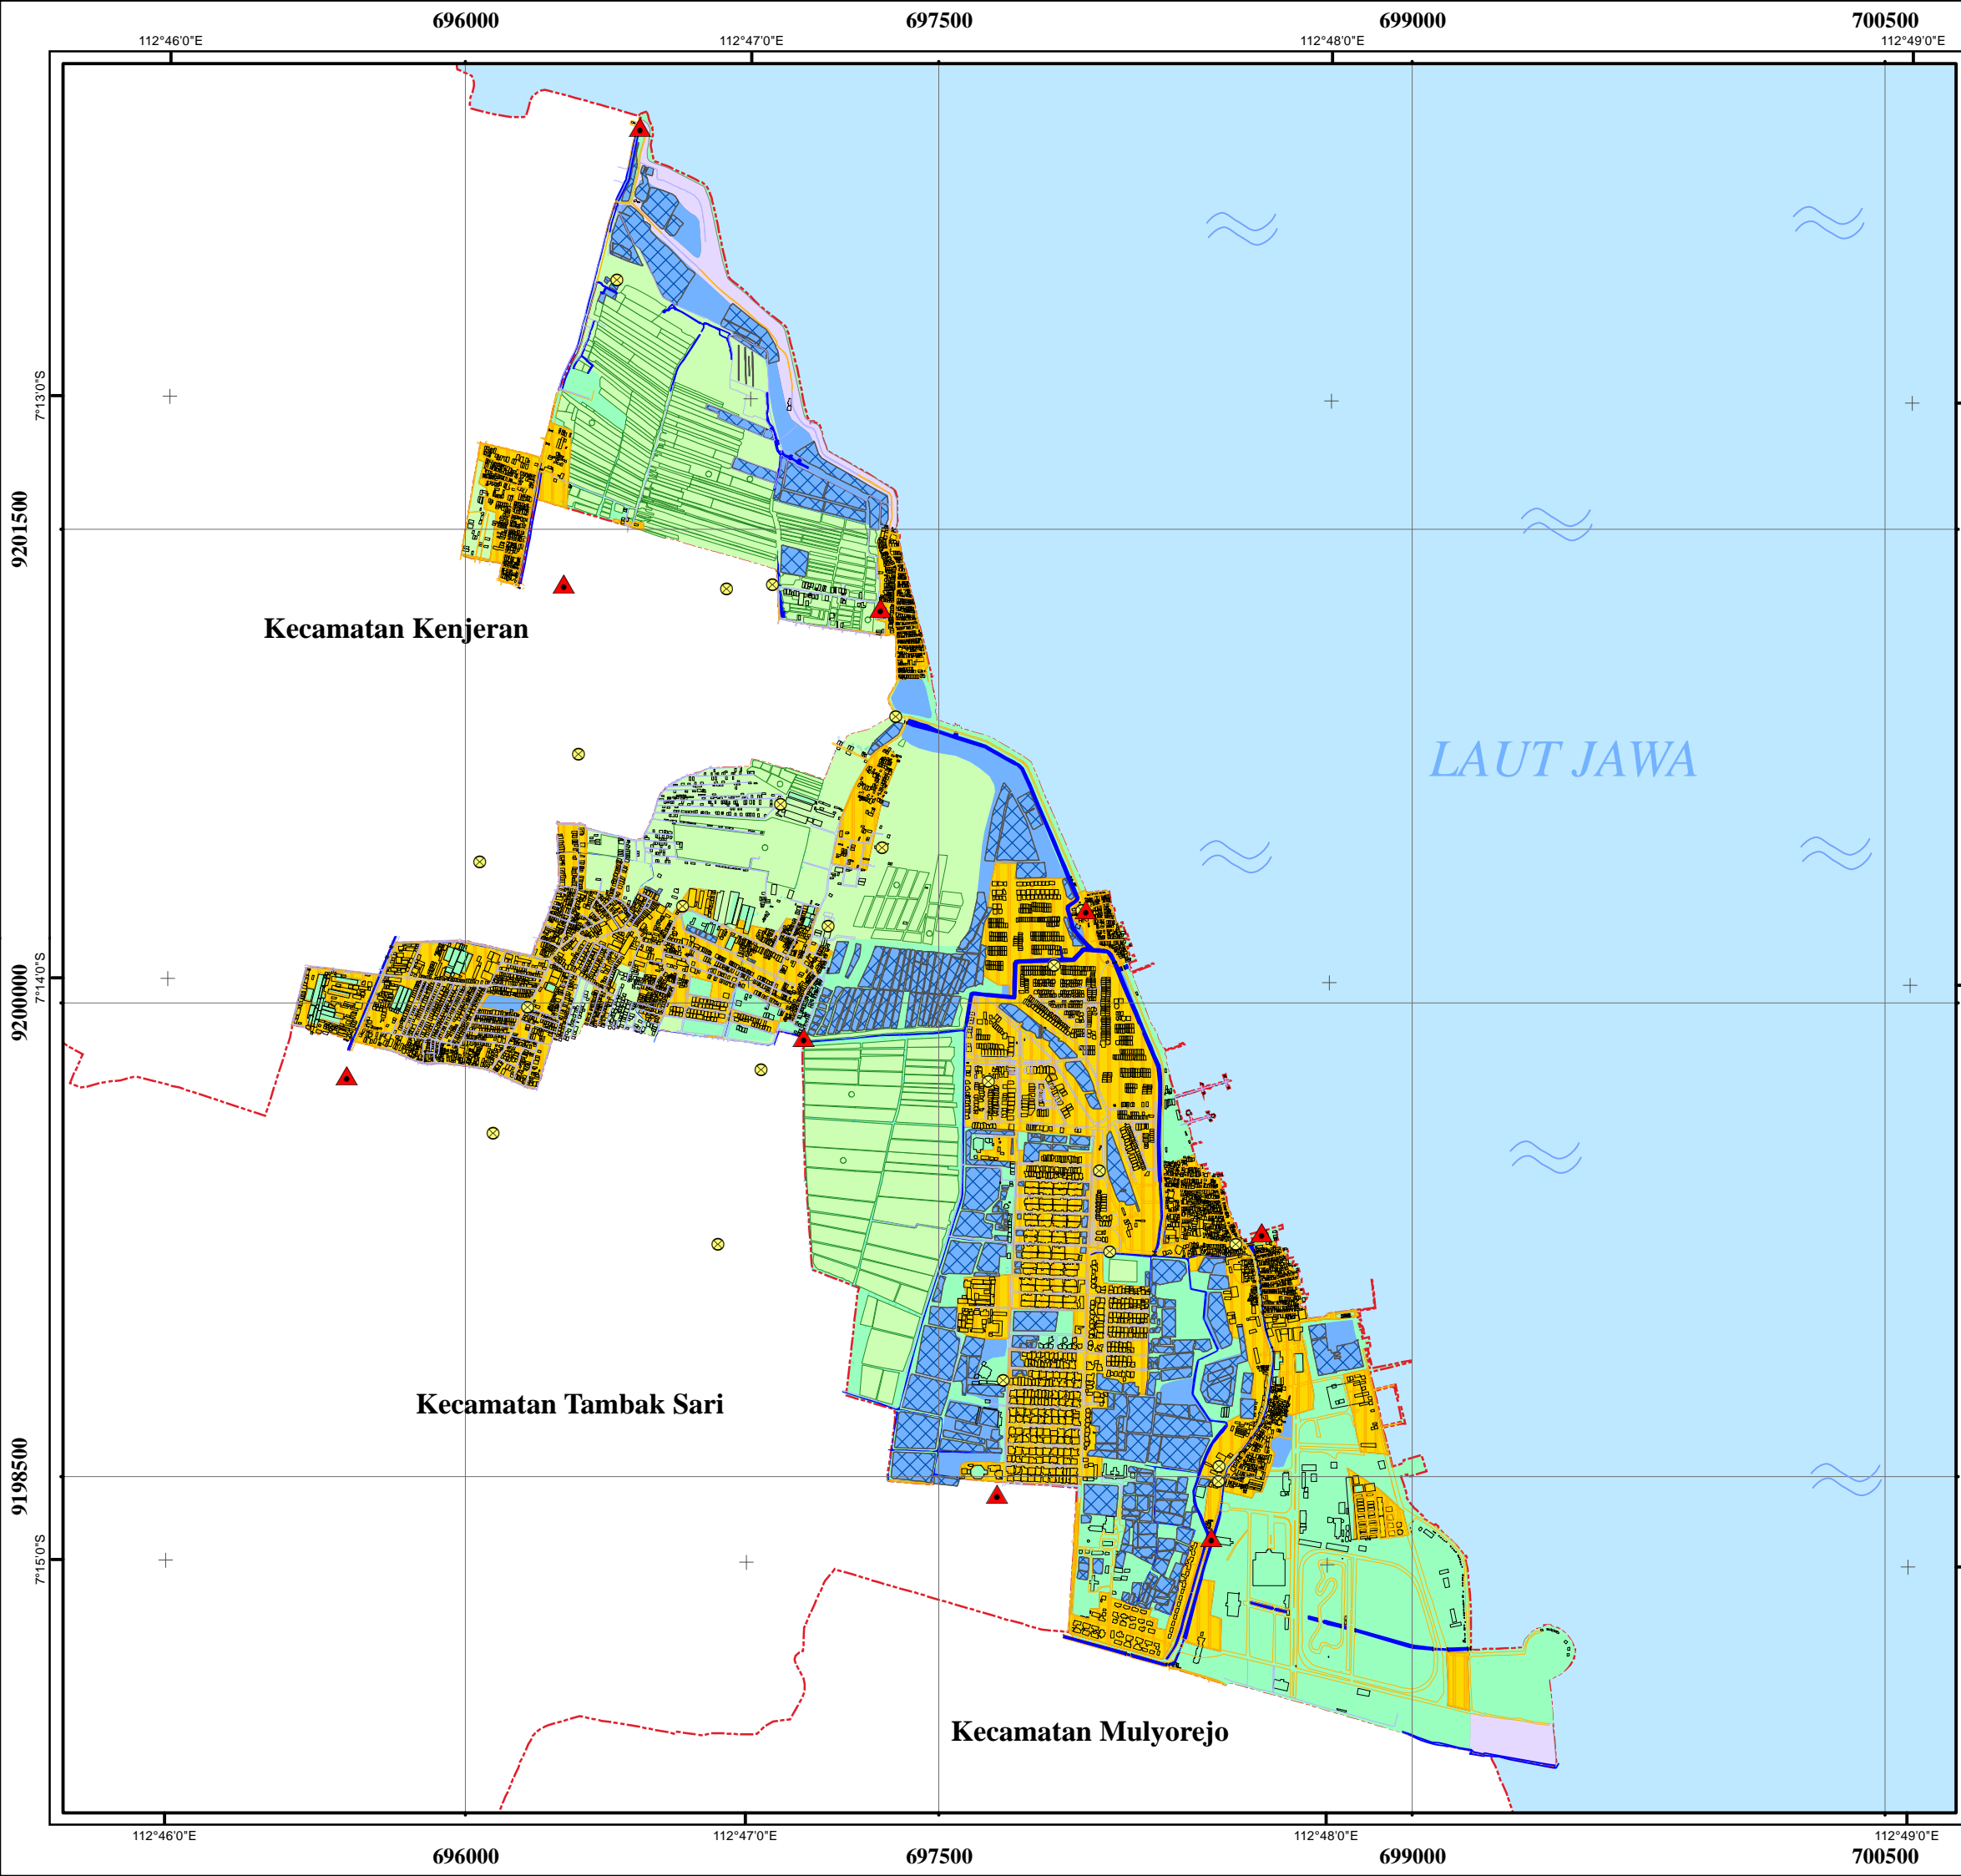 696000 697500 699000 700500
112°46'0"E 112°47'0"E 112°48'0"E 112°49'0"E
7°13'0"S
9201500
Kecamatan Kenjeran
LAUT JAWA
7°14'0"S
9200000
Kecamatan Tambak Sari
9198500
7°15'0"S
Kecamatan Mulyorejo
112°46'0"E 112°47'0"E 112°48'0"E 112°49'0"E
696000 697500 699000 700500